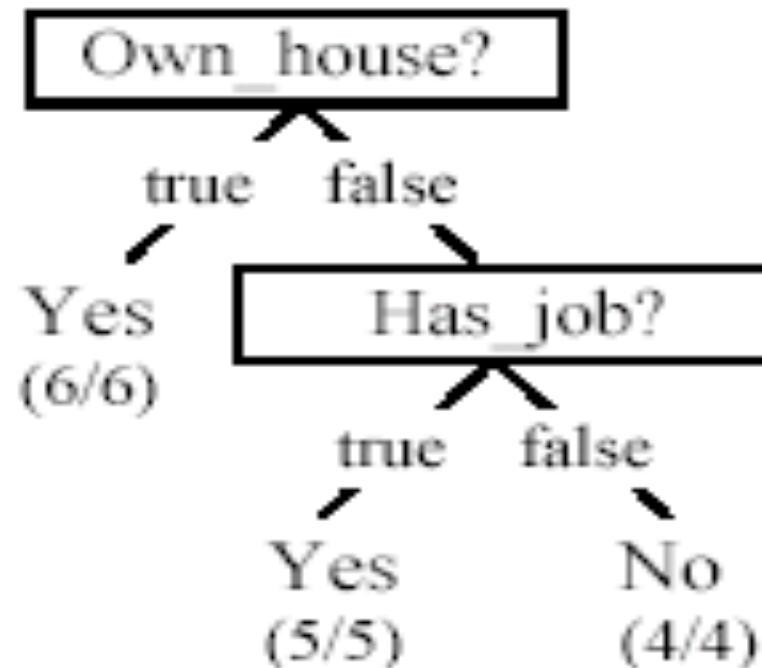 Own_house?
true false
Yes
(6/6)
Has_job?
true false
Yes No
(5/5) (4/4)